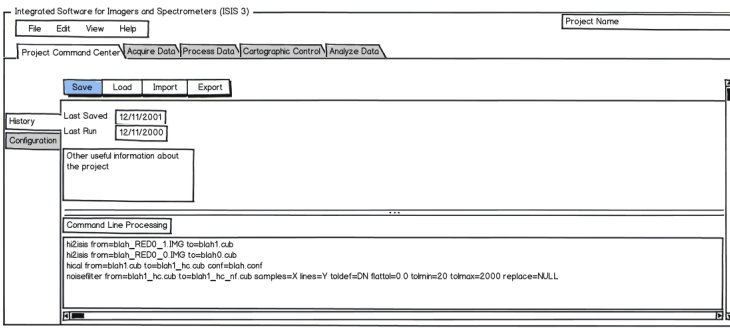 Integrated Software for Imagers and Spectrometers (ISIS 3)
Project Name
File Edit View Help
Project Command Center Acquire Data Process Data Cartographic Control Analyze Data
Save Load Import Export
History
Configuration
Last Saved 12/11/2001
Last Run 12/11/2000
Other useful information about
the project
Command Line Processing
hi2isis from=blah_RED0_1.IMG to=blah1.cub
hi2isis from=blah_RED0_0.IMG to=blah0.cub
hical from=blah1.cub to=blah1_hc.cub conf=blah.conf
noisefilter from=blah1_hc.cub to=blah1_hc_nf.cub samples=X lines=Y toldef=DN flattol=0.0 tolmin=20 tolmax=2000 replace=NULL